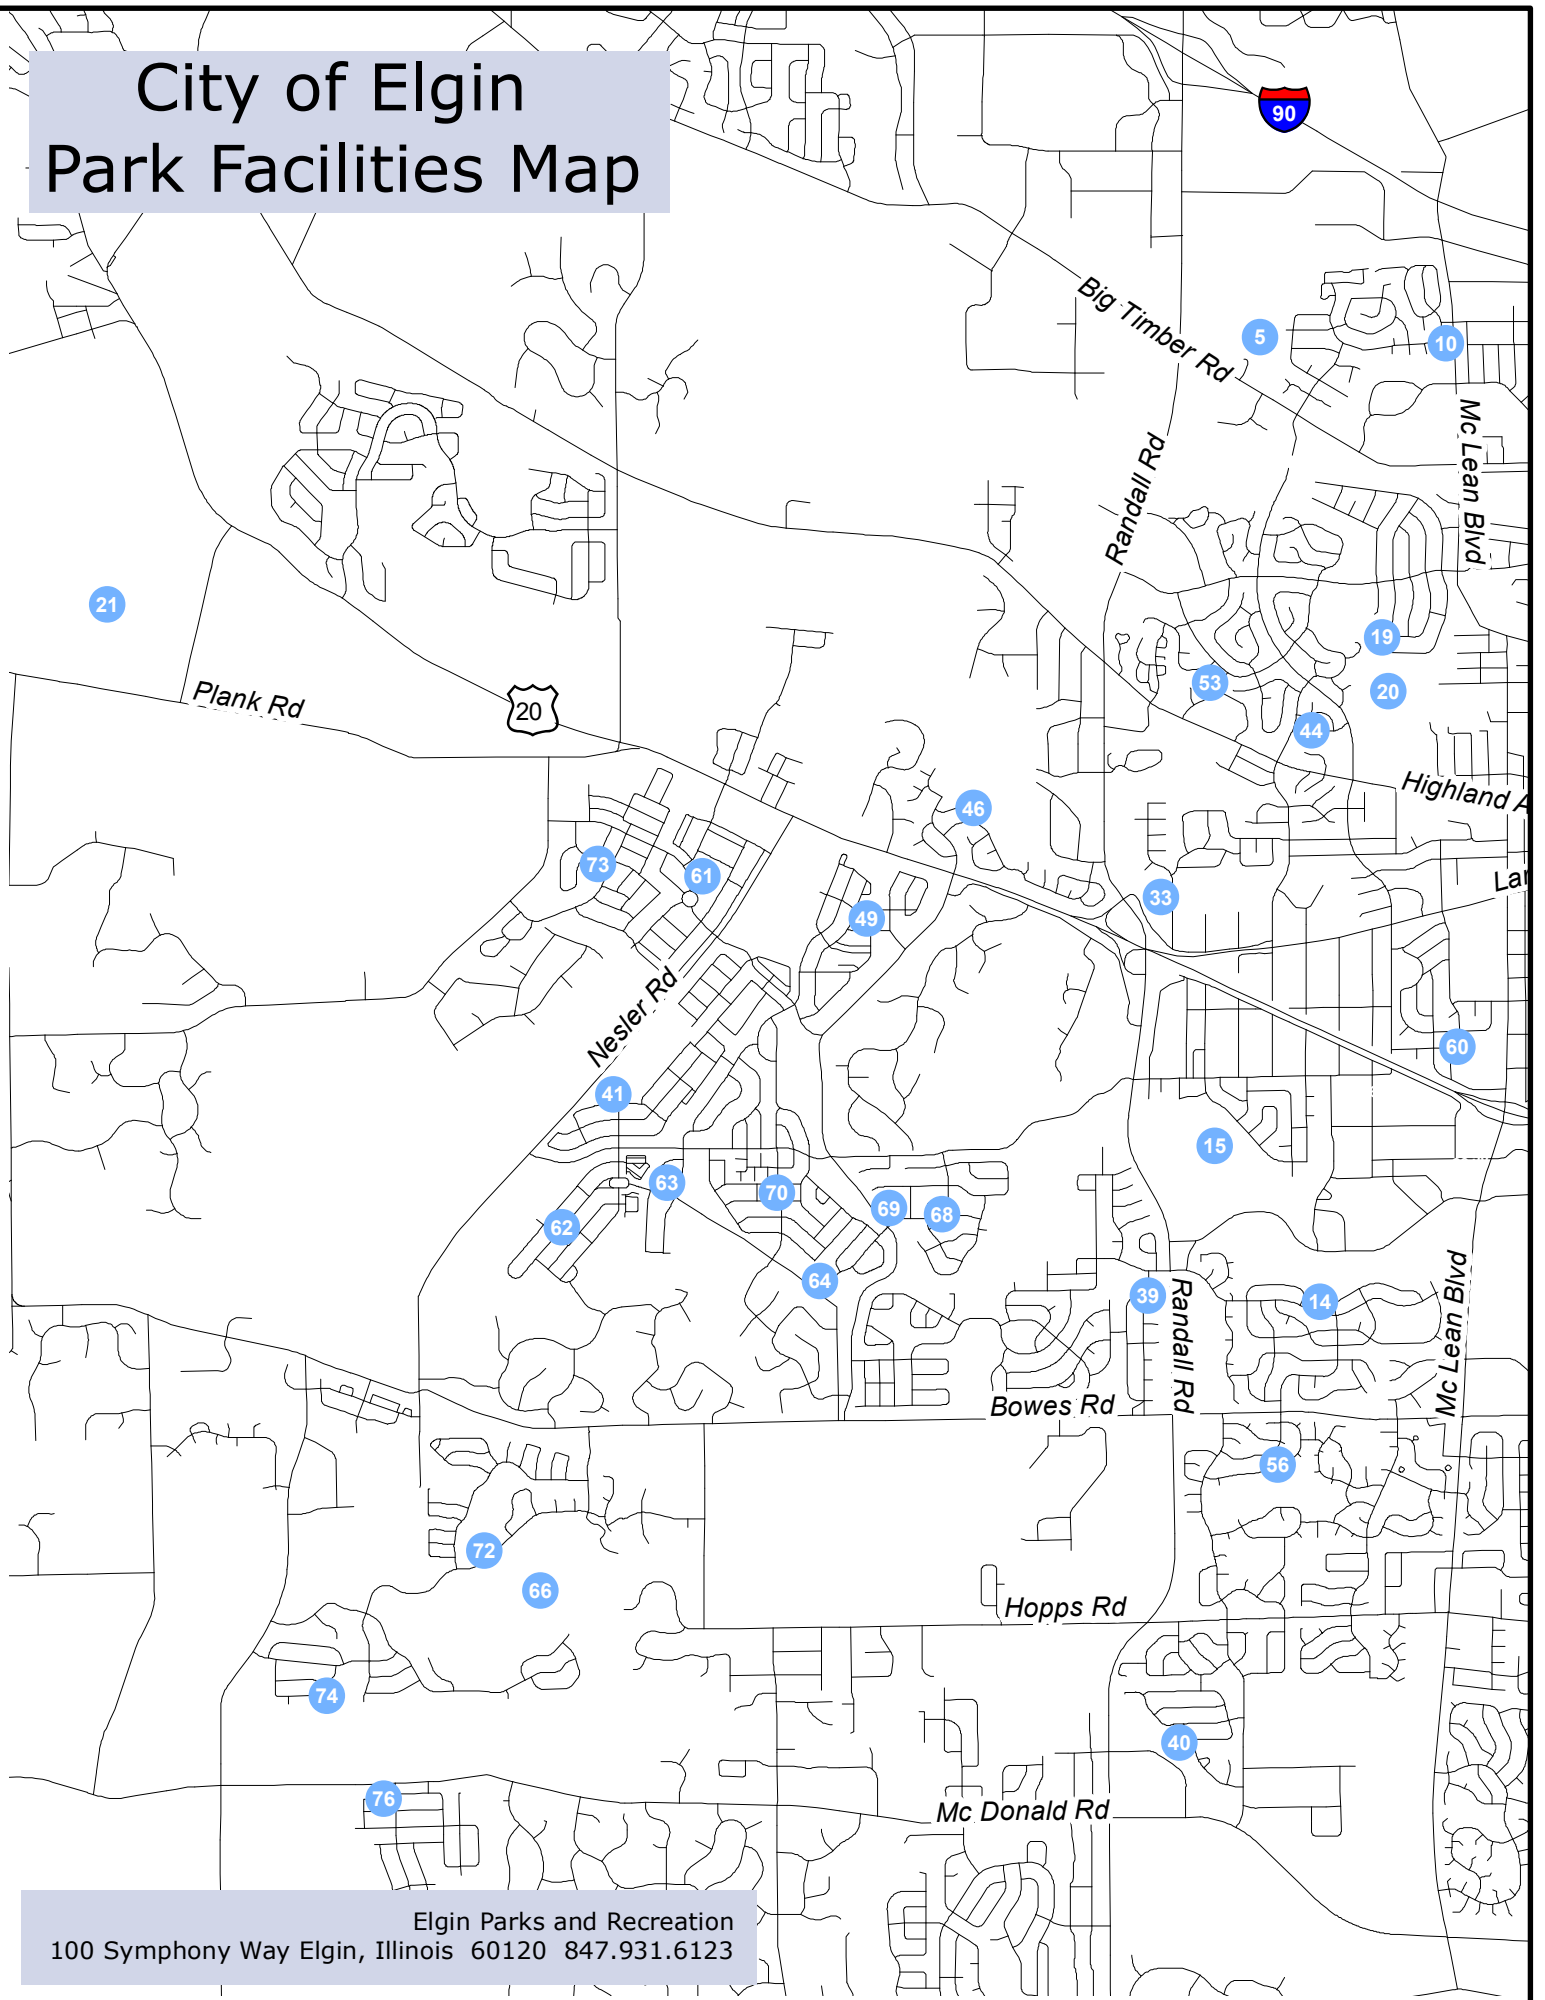 City of Elgin
Park Facilities Map
90
Big Timber Rd
5
10
Mc Lean Blvd
Randall Rd
21
19
53
20
44
Plank Rd
20
Highland A
46
73
61
33
Lar
49
Nesler Rd
60
41
15
63
70
69
68
62
64
39
14
Randall Rd
Mc Lean Blvd
Bowes Rd
56
72
66
Hopps Rd
74
40
76
Mc Donald Rd
Elgin Parks and Recreation
100 Symphony Way Elgin, Illinois 60120 847.931.6123